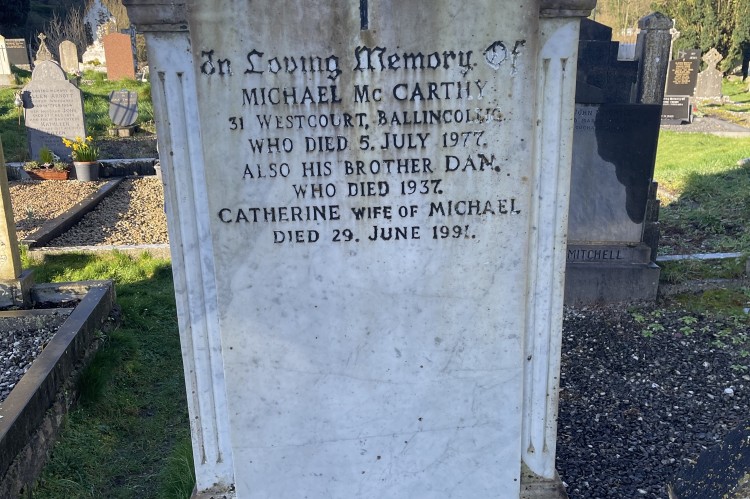 In Loving Memory Of
MICHAEL Mc CARTHY
31 WESTCOURT, BALLINCOLLIG
WHO DIED 5. JULY 1977.
ALSO HIS BROTHER DAN.
WHO DIED 1937.
CATHERINE WIFE OF MICHAEL
DIED 29. JUNE 1991.
MITCHELL